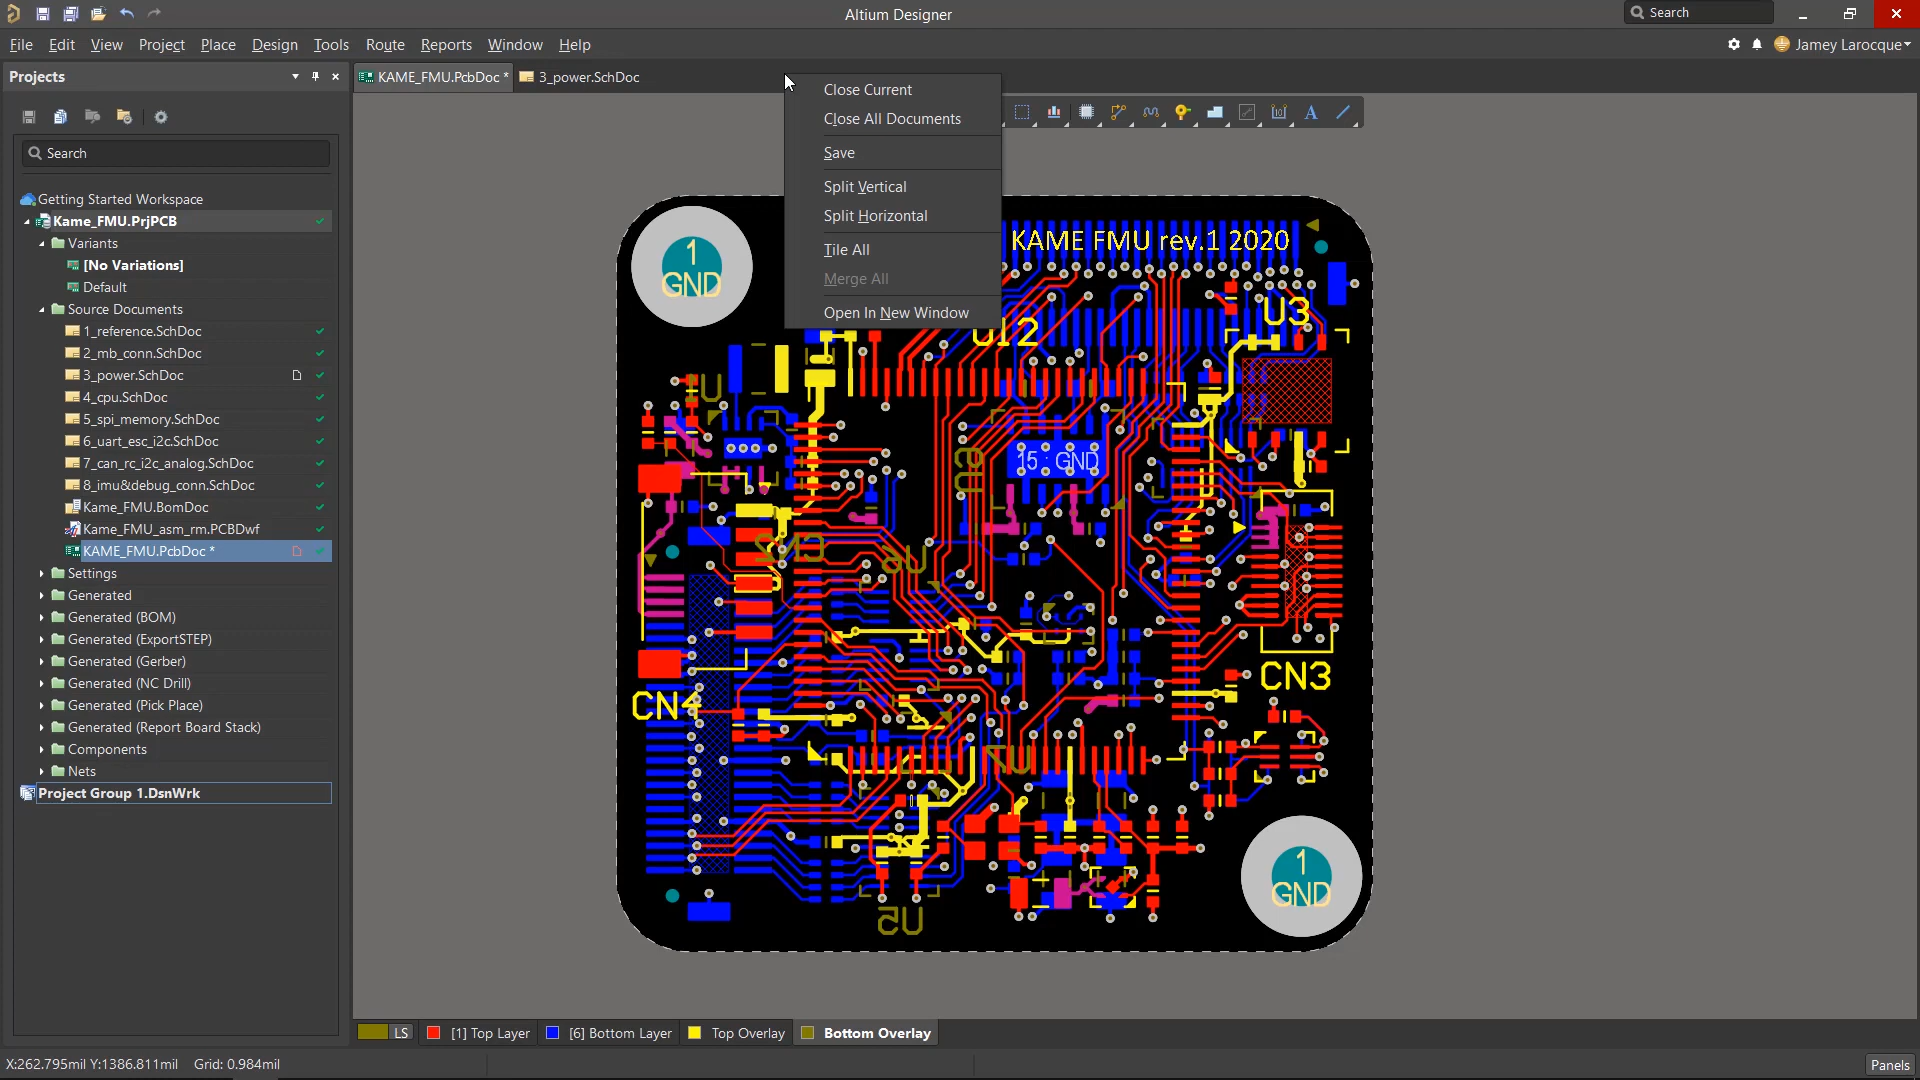 Altium Designer
Search
File Edit View Project Place Design Tools Route Reports Window Help
Jamey Larocque
Projects
KAME_FMU.PcbDoc *
3_power.SchDoc
Search
Getting Started Workspace
Kame_FMU.PrjPCB
Variants
[No Variations]
Default
Source Documents
1_reference.SchDoc
2_mb_conn.SchDoc
3_power.SchDoc
4_cpu.SchDoc
5_spi_memory.SchDoc
6_uart_esc_i2c.SchDoc
7_can_rc_i2c_analog.SchDoc
8_imu&debug_conn.SchDoc
Kame_FMU.BomDoc
Kame_FMU_asm_rm.PCBDwf
KAME_FMU.PcbDoc *
Settings
Generated
Generated (BOM)
Generated (ExportSTEP)
Generated (Gerber)
Generated (NC Drill)
Generated (Pick Place)
Generated (Report Board Stack)
Components
Nets
Project Group 1.DsnWrk
Close Current
Close All Documents
Save
Split Vertical
Split Horizontal
Tile All
Merge All
Open In New Window
KAME FMU rev.1 2020
1
GND
U3
U12
U1
15 : GND
U9
CN2
U6
CN3
CN4
U7
U5
1
GND
LS
[1] Top Layer
[6] Bottom Layer
Top Overlay
Bottom Overlay
X:262.795mil Y:1386.811mil Grid: 0.984mil
Panels